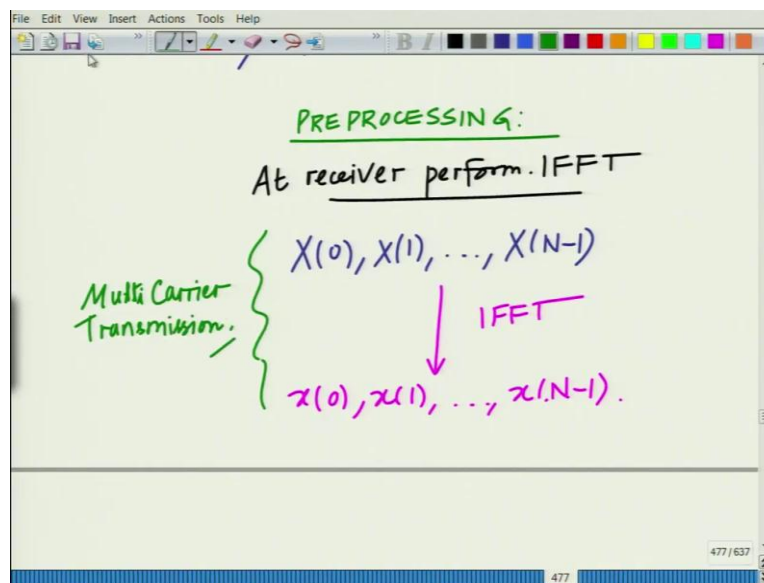 File Edit View Insert Actions Tools Help
B I
PREPROCESSING:
At receiver perform. IFFT
X(0), X(1), ..., X(N-1)
Multi Carrier
Transmission.
IFFT
x(0), x(1), ..., x(N-1).
477/637
477